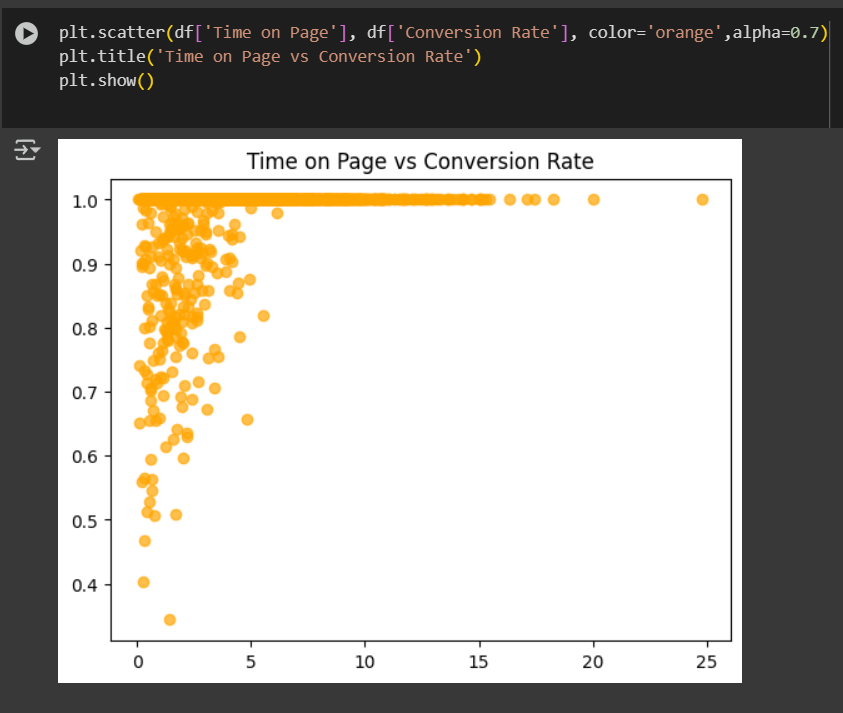 plt.scatter(df['Time on Page'], df['Conversion Rate'], color='orange',alpha=0.7)
plt.title('Time on Page vs Conversion Rate')
plt.show()
Time on Page vs Conversion Rate
1.0
0.9
0.8
0.7
0.6
0.5
0.4
0 5 10 15 20 25